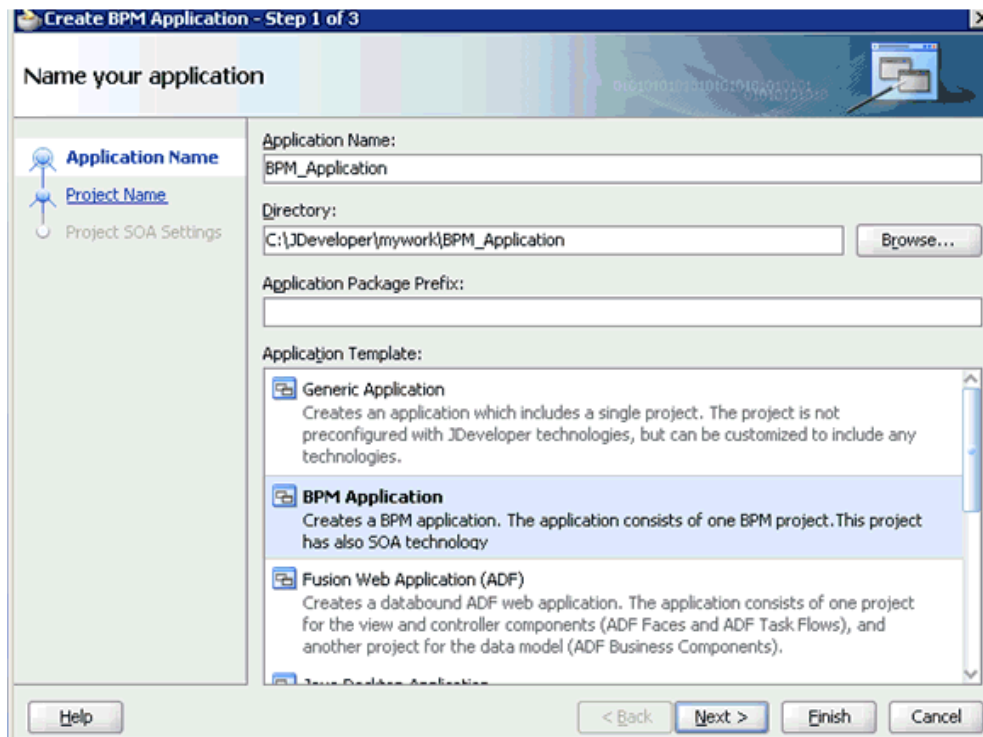 Create BPM Application - Step 1 of 3
Name your application
Application Name
Project Name
Project SOA Settings
Application Name:
BPM_Application
Directory:
C:\JDeveloper\mywork\BPM_Application
Browse...
Application Package Prefix:
Application Template:
Generic Application
Creates an application which includes a single project. The project is not
preconfigured with JDeveloper technologies, but can be customized to include any
technologies.
BPM Application
Creates a BPM application. The application consists of one BPM project.This project
has also SOA technology
Fusion Web Application (ADF)
Creates a databound ADF web application. The application consists of one project
for the view and controller components (ADF Faces and ADF Task Flows), and
another project for the data model (ADF Business Components).
Java Desktop Application
Help
< Back
Next >
Finish
Cancel